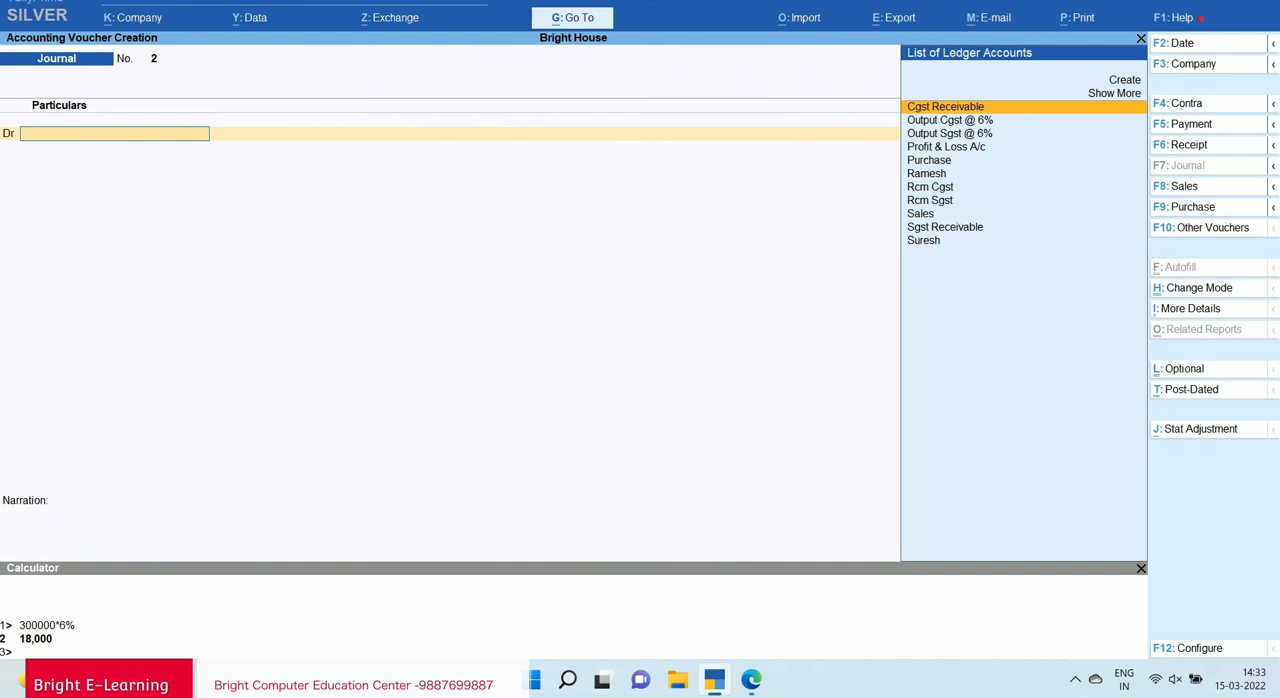 SILVER
K: Company
Y: Data
Z: Exchange
G: Go To
O: Import
E: Export
M: E-mail
P: Print
F1: Help
Accounting Voucher Creation
Bright House
Journal No. 2
Particulars
Dr
Narration:
List of Ledger Accounts
Create
Show More
Cgst Receivable
Output Cgst @ 6%
Output Sgst @ 6%
Profit & Loss A/c
Purchase
Ramesh
Rcm Cgst
Rcm Sgst
Sales
Sgst Receivable
Suresh
F2: Date
F3: Company
F4: Contra
F5: Payment
F6: Receipt
F7: Journal
F8: Sales
F9: Purchase
F10: Other Vouchers
F: Autofill
H: Change Mode
I: More Details
O: Related Reports
L: Optional
T: Post-Dated
J: Stat Adjustment
F12: Configure
Calculator
1> 300000*6%
2 18,000
3>
Bright E-Learning
Bright Computer Education Center -9887699887
ENG
IN
14:33
15-03-2022